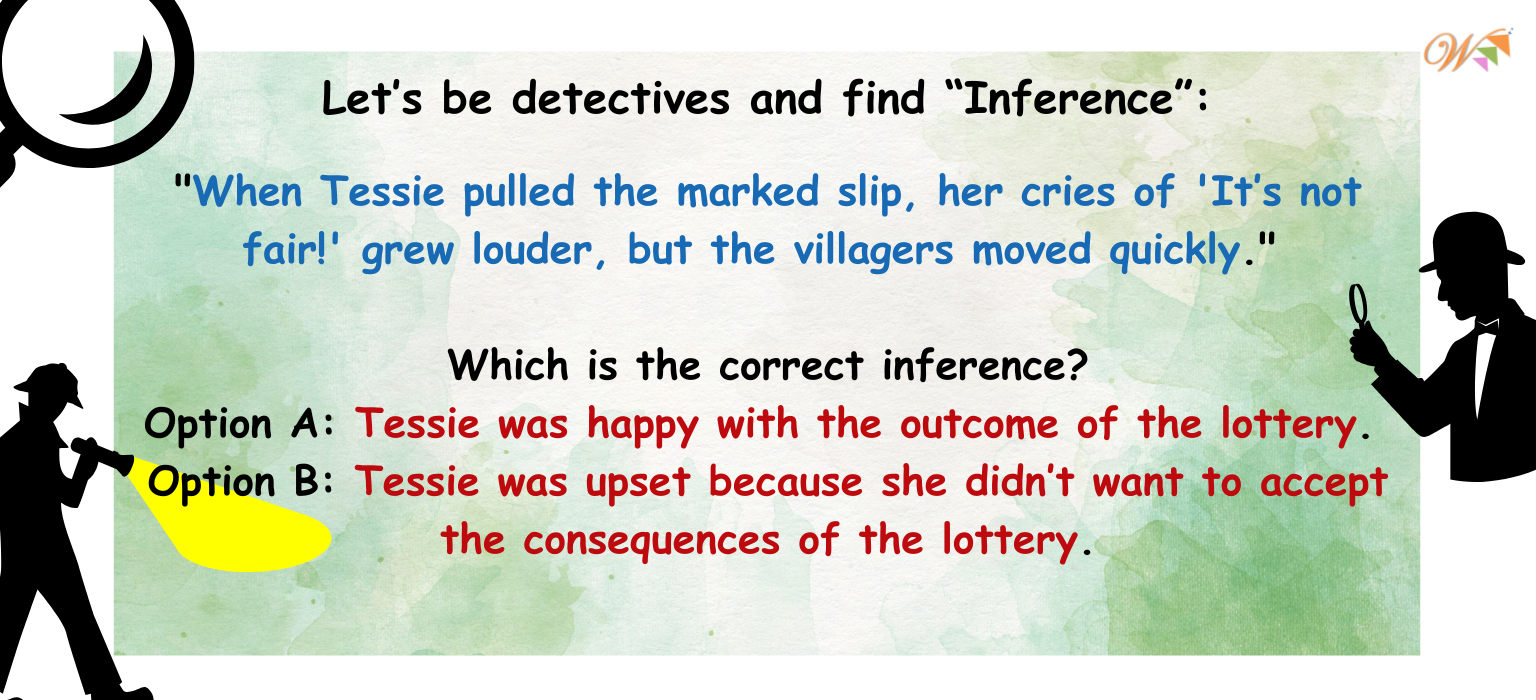 Let's be detectives and find “Inference”:
"When Tessie pulled the marked slip, her cries of 'It's not
fair!' grew louder, but the villagers moved quickly."
Which is the correct inference?
Option A: Tessie was happy with the outcome of the lottery.
Option B: Tessie was upset because she didn't want to accept
the consequences of the lottery.
W